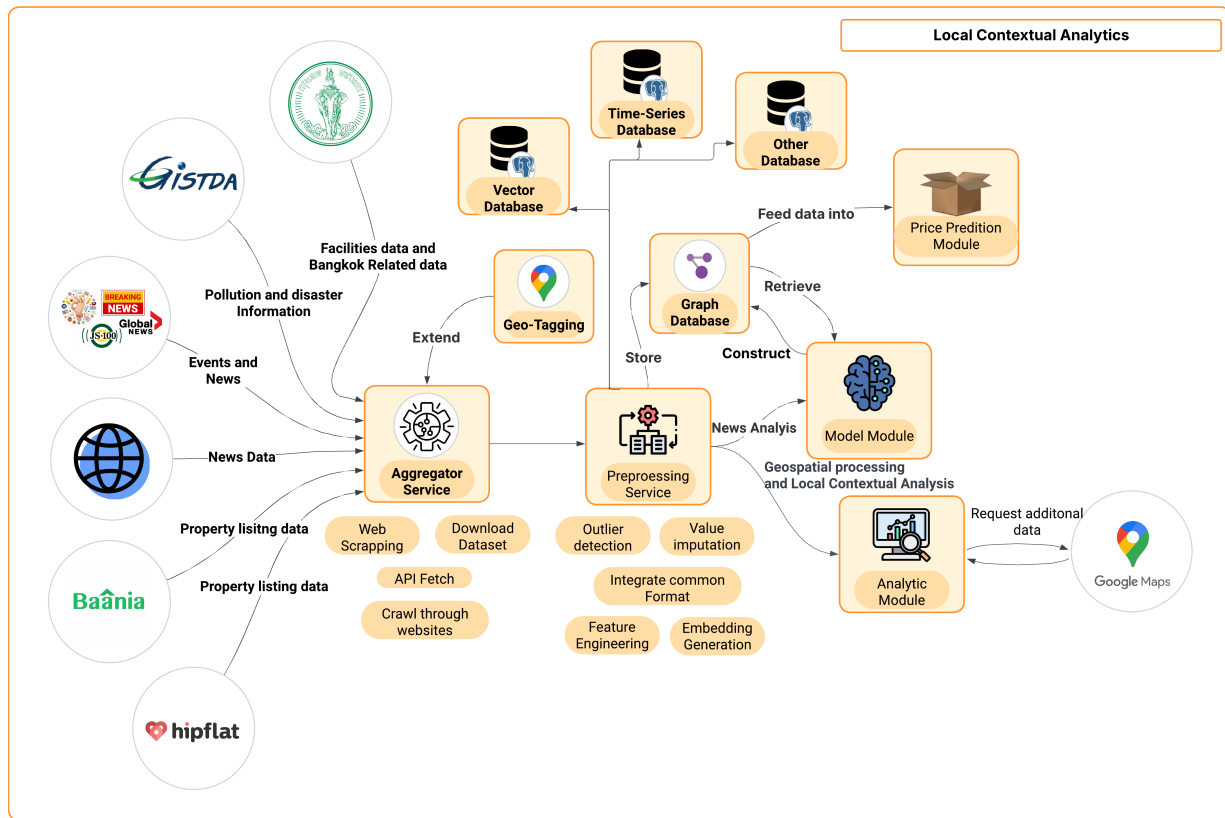 Local Contextual Analytics
Time-Series
Database
Other
Database
Vector
Database
GISTDA
Facilities data and
Bangkok Related data
Feed data into
Price Predition
Module
Pollution and disaster
Information
Geo-Tagging
Graph
Database
Retrieve
BREAKING
NEWS
Global
NEWS
JS100
Extend
Store
Construct
Events and
News
News Data
Aggregator
Service
Preproessing
Service
News Analyis
Model Module
Geospatial processing
and Local Contextual Analysis
Property lisitng data
Web
Scrapping
Download
Dataset
Outlier
detection
Value
imputation
Request additonal
data
API Fetch
Integrate common
Format
Analytic
Module
Google Maps
Property listing data
Baânia
Crawl through
websites
Feature
Engineering
Embedding
Generation
hipflat